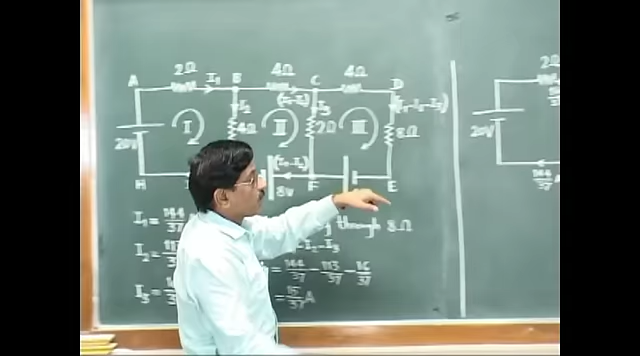 A 2Ω I₁ B 4Ω C 4Ω D
2Ω
(I₁-I₂) (I₁-I₂-I₃)
20V I I₂ 4Ω II I₃ 2Ω III 8Ω
20V
(I₁-I₂)
H 8V F E
144/37 A
I₁ = 144/37 through 8Ω
I₂ = -I₂-I₃
= 144/37 - 113/37 - 16/37
I₃ = = 15/37 A